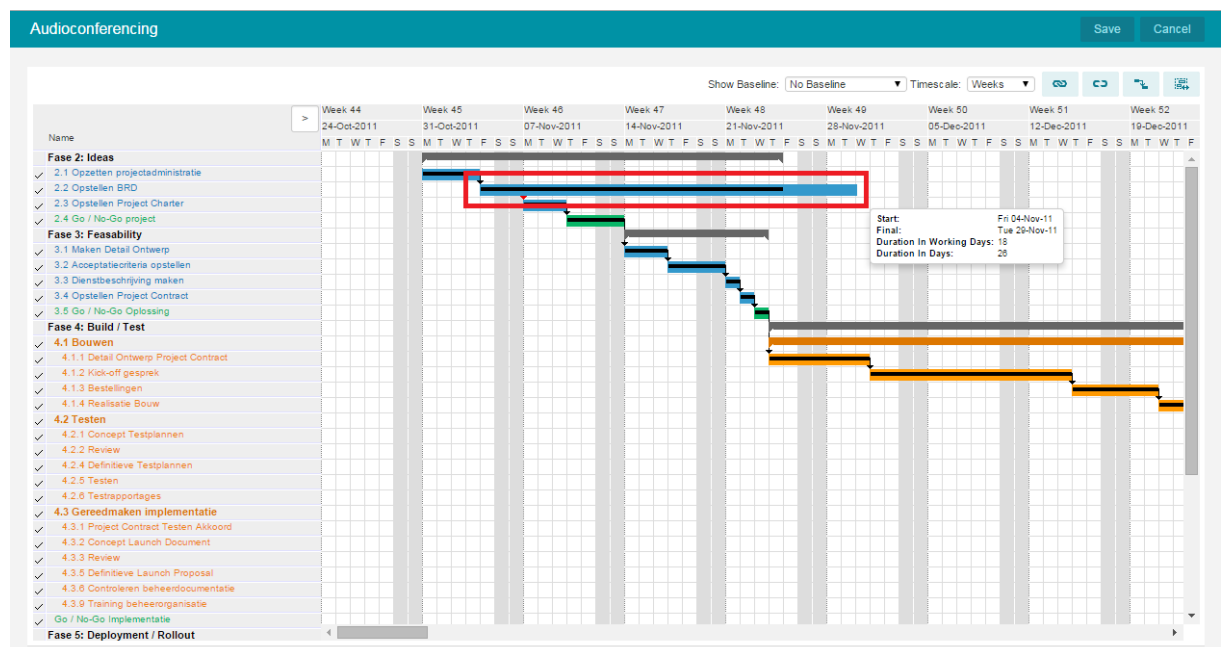 Audioconferencing
Save Cancel
Show Baseline: No Baseline Timescale: Weeks
> Week 44 Week 45 Week 46 Week 47 Week 48 Week 49 Week 50 Week 51 Week 52
24-Oct-2011 31-Oct-2011 07-Nov-2011 14-Nov-2011 21-Nov-2011 28-Nov-2011 05-Dec-2011 12-Dec-2011 19-Dec-2011
Name
M T W T F S S M T W T F S S M T W T F S S M T W T F S S M T W T F S S M T W T F S S M T W T F S S M T W T F S S M T W T F
Fase 2: Ideas
2.1 Opzetten projectadministratie
2.2 Opstellen BRD
2.3 Opstellen Project Charter
2.4 Go / No-Go project
Fase 3: Feasability
3.1 Maken Detail Ontwerp
3.2 Acceptatiecriteria opstellen
3.3 Dienstbeschrijving maken
3.4 Opstellen Project Contract
3.5 Go / No-Go Oplossing
Fase 4: Build / Test
4.1 Bouwen
4.1.1 Detail Ontwerp Project Contract
4.1.2 Kick-off gesprek
4.1.3 Bestellingen
4.1.4 Realisatie Bouw
4.2 Testen
4.2.1 Concept Testplannen
4.2.2 Review
4.2.4 Definitieve Testplannen
4.2.5 Testen
4.2.6 Testrapportages
4.3 Gereedmaken implementatie
4.3.1 Project Contract Testen Akkoord
4.3.2 Concept Launch Document
4.3.3 Review
4.3.5 Definitieve Launch Proposal
4.3.6 Controleren beheerdocumentatie
4.3.9 Training beheerorganisatie
Go / No-Go Implementatie
Fase 5: Deployment / Rollout
Start: Fri 04-Nov-11
Final: Tue 29-Nov-11
Duration In Working Days: 18
Duration In Days: 26